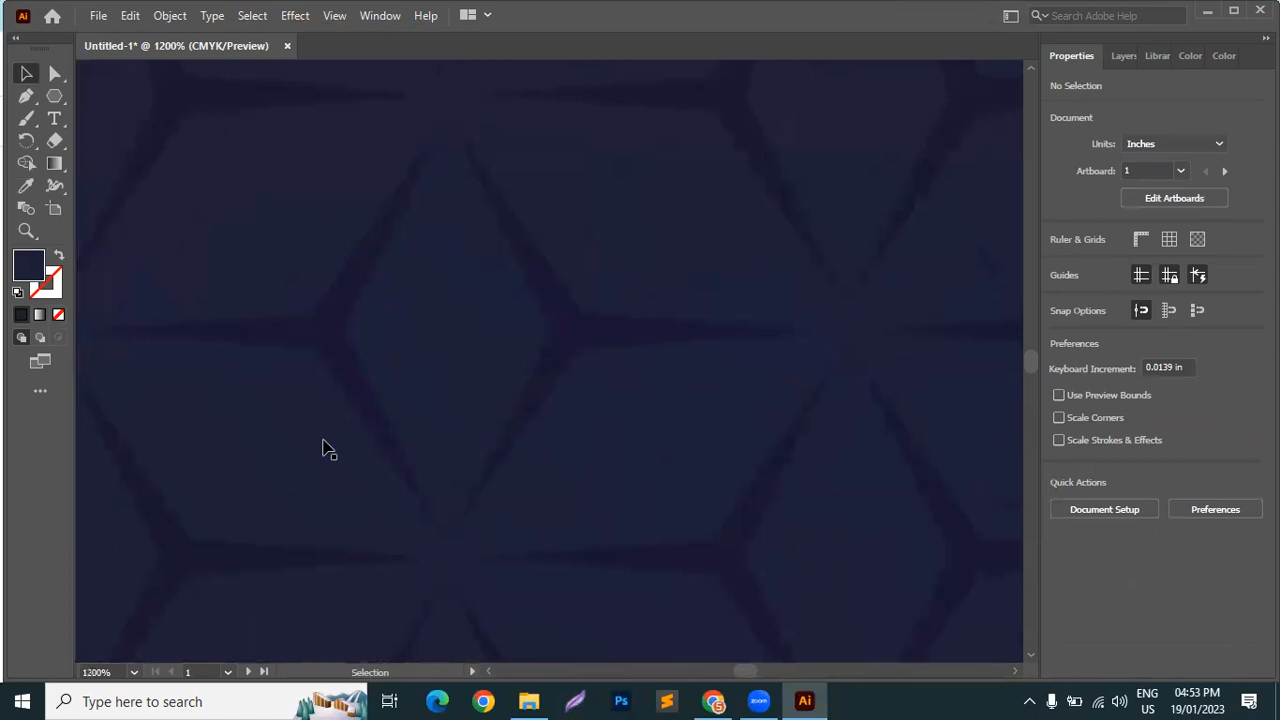 Ai File Edit Object Type Select Effect View Window Help Search Adobe Help
Untitled-1* @ 1200% (CMYK/Preview)
Properties Layers Librar Color Color
No Selection
Document
Units: Inches
Artboard: 1
Edit Artboards
Ruler & Grids
Guides
Snap Options
Preferences
Keyboard Increment: 0.0139 in
Use Preview Bounds
Scale Corners
Scale Strokes & Effects
Quick Actions
Document Setup Preferences
1200% 1 Selection
Type here to search Ps zoom Ai ENG 04:53 PM
US 19/01/2023